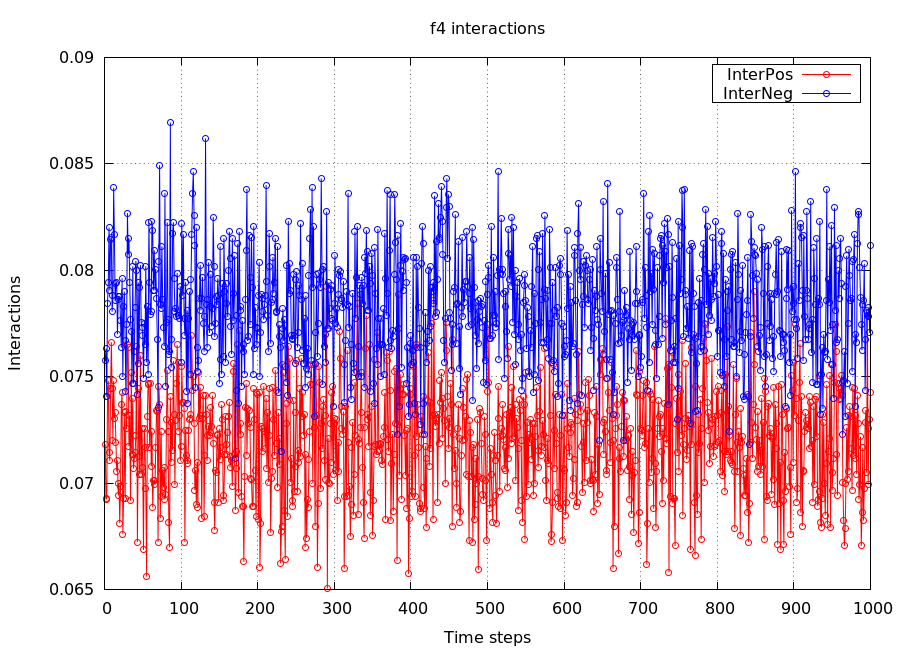 f4 interactions
0.09
InterPos
InterNeg
0.085
0.08
Interactions
0.075
0.07
0.065
0 100 200 300 400 500 600 700 800 900 1000
Time steps